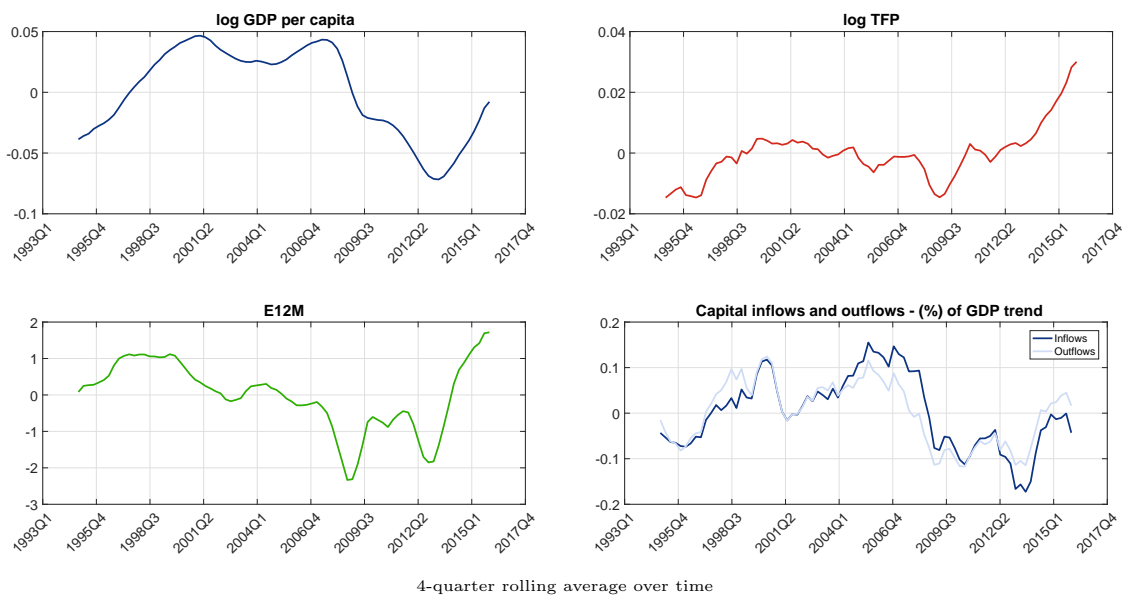 log GDP per capita
0.05
0
-0.05
-0.1
1993Q1
1995Q4
1998Q3
2001Q2
2004Q1
2006Q4
2009Q3
2012Q2
2015Q1
2017Q4
log TFP
0.04
0.02
0
-0.02
1993Q1
1995Q4
1998Q3
2001Q2
2004Q1
2006Q4
2009Q3
2012Q2
2015Q1
2017Q4
E12M
2
1
0
-1
-2
-3
1993Q1
1995Q4
1998Q3
2001Q2
2004Q1
2006Q4
2009Q3
2012Q2
2015Q1
2017Q4
Capital inflows and outflows - (%) of GDP trend
0.2
0.1
0
-0.1
-0.2
Inflows
Outflows
1993Q1
1995Q4
1998Q3
2001Q2
2004Q1
2006Q4
2009Q3
2012Q2
2015Q1
2017Q4
4-quarter rolling average over time